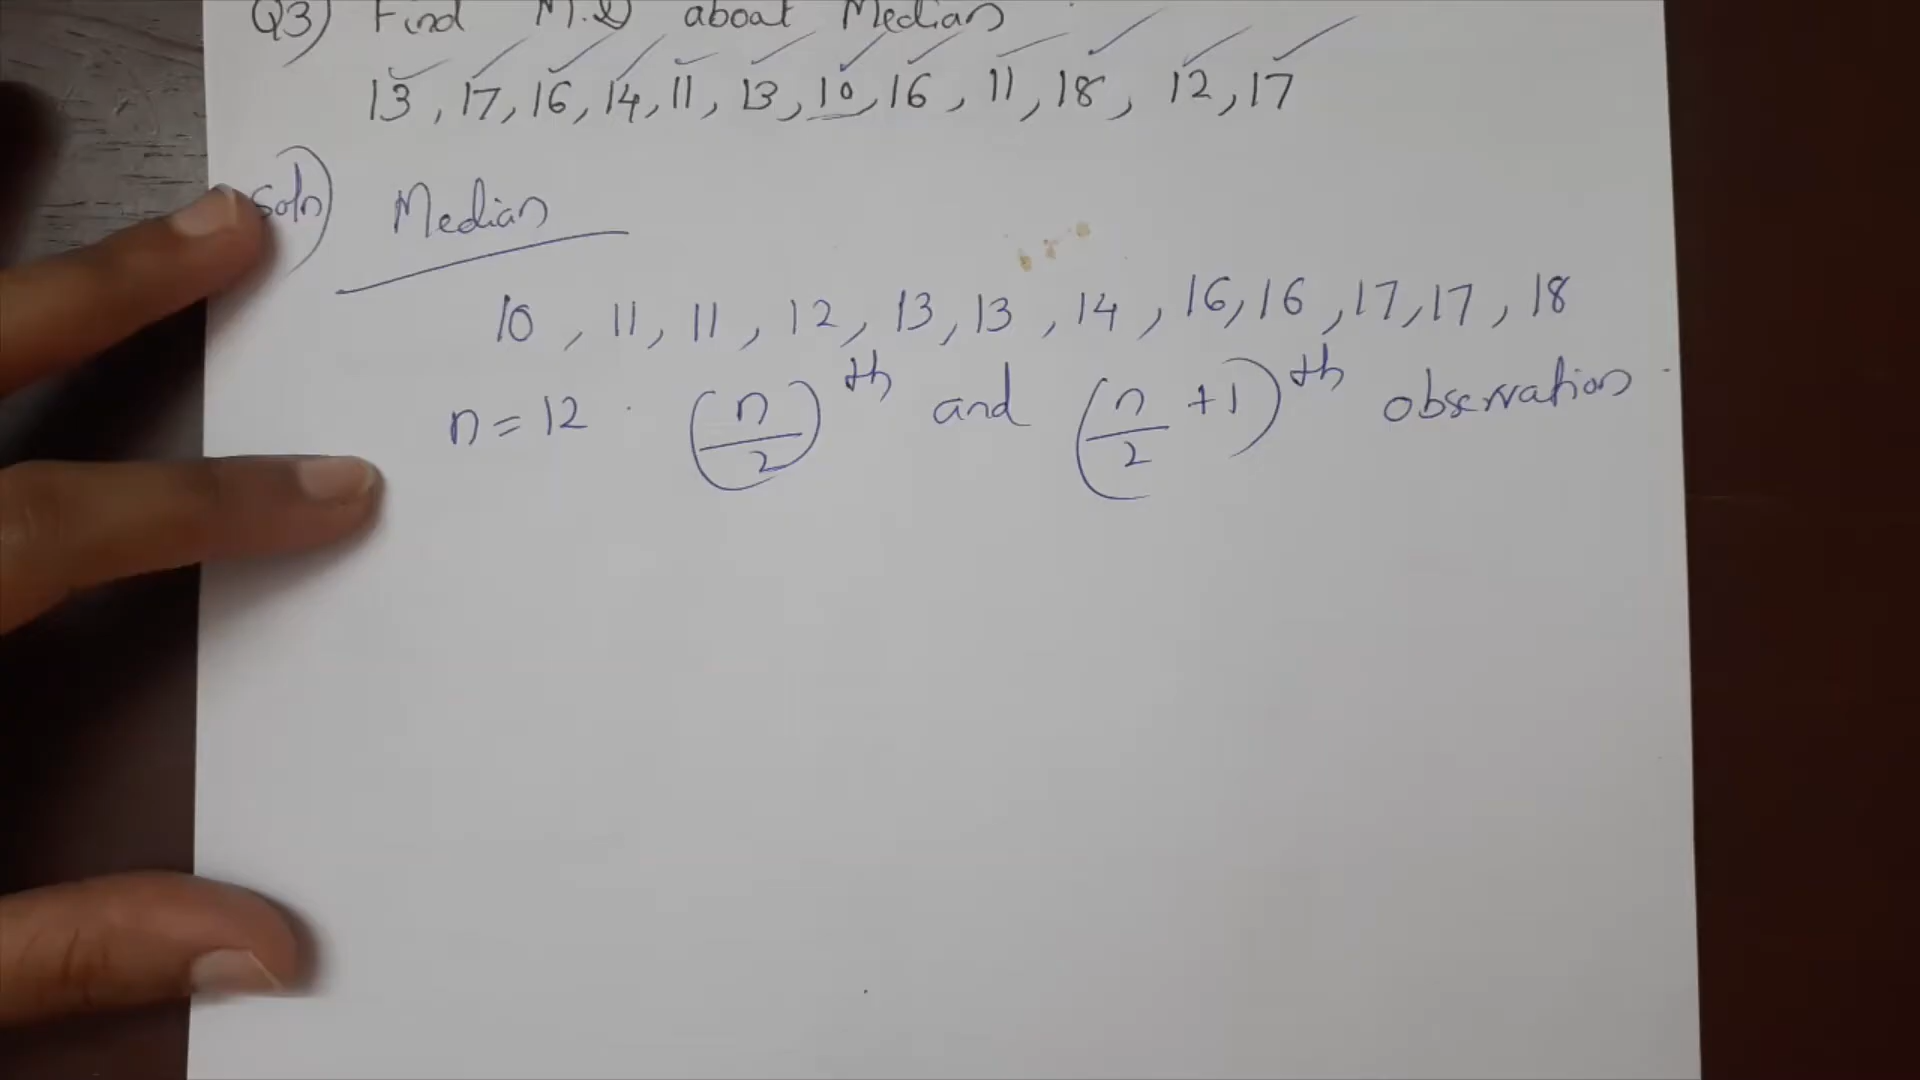 Q3) Find M.D about Median
13, 17, 16, 14, 11, 13, 10, 16, 11, 18, 12, 17
Soln) Median
10, 11, 11, 12, 13, 13, 14, 16, 16, 17, 17, 18
n = 12 (n/2)th and (n/2 + 1)th observation